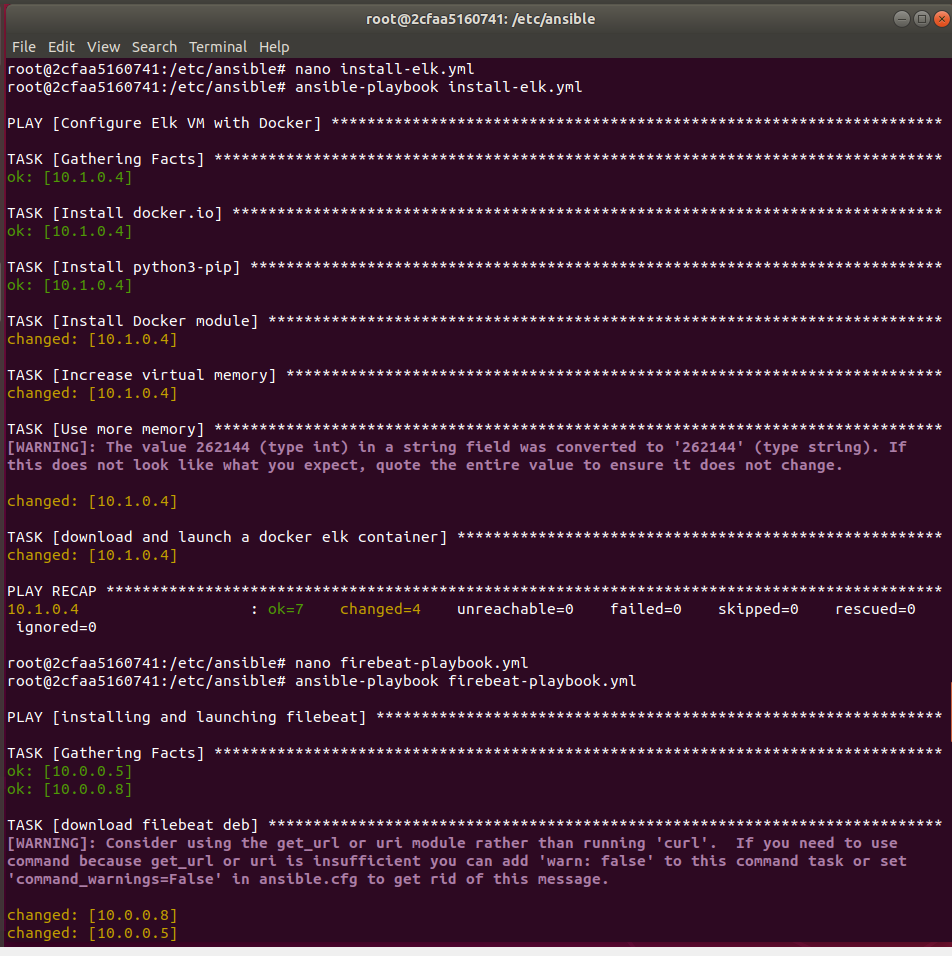 root@2cfaa5160741: /etc/ansible
File Edit View Search Terminal Help
root@2cfaa5160741:/etc/ansible# nano install-elk.yml
root@2cfaa5160741:/etc/ansible# ansible-playbook install-elk.yml
PLAY [Configure Elk VM with Docker] ********************************************************************
TASK [Gathering Facts] *********************************************************************************
ok: [10.1.0.4]
TASK [Install docker.io] *******************************************************************************
ok: [10.1.0.4]
TASK [Install python3-pip] *****************************************************************************
ok: [10.1.0.4]
TASK [Install Docker module] ***************************************************************************
changed: [10.1.0.4]
TASK [Increase virtual memory] *************************************************************************
changed: [10.1.0.4]
TASK [Use more memory] *********************************************************************************
[WARNING]: The value 262144 (type int) in a string field was converted to '262144' (type string). If
this does not look like what you expect, quote the entire value to ensure it does not change.
changed: [10.1.0.4]
TASK [download and launch a docker elk container] ******************************************************
changed: [10.1.0.4]
PLAY RECAP *********************************************************************************************
10.1.0.4                   : ok=7    changed=4    unreachable=0    failed=0    skipped=0    rescued=0
 ignored=0
root@2cfaa5160741:/etc/ansible# nano firebeat-playbook.yml
root@2cfaa5160741:/etc/ansible# ansible-playbook firebeat-playbook.yml
PLAY [installing and launching filebeat] ***************************************************************
TASK [Gathering Facts] *********************************************************************************
ok: [10.0.0.5]
ok: [10.0.0.8]
TASK [download filebeat deb] ***************************************************************************
[WARNING]: Consider using the get_url or uri module rather than running 'curl'.  If you need to use
command because get_url or uri is insufficient you can add 'warn: false' to this command task or set
'command_warnings=False' in ansible.cfg to get rid of this message.
changed: [10.0.0.8]
changed: [10.0.0.5]